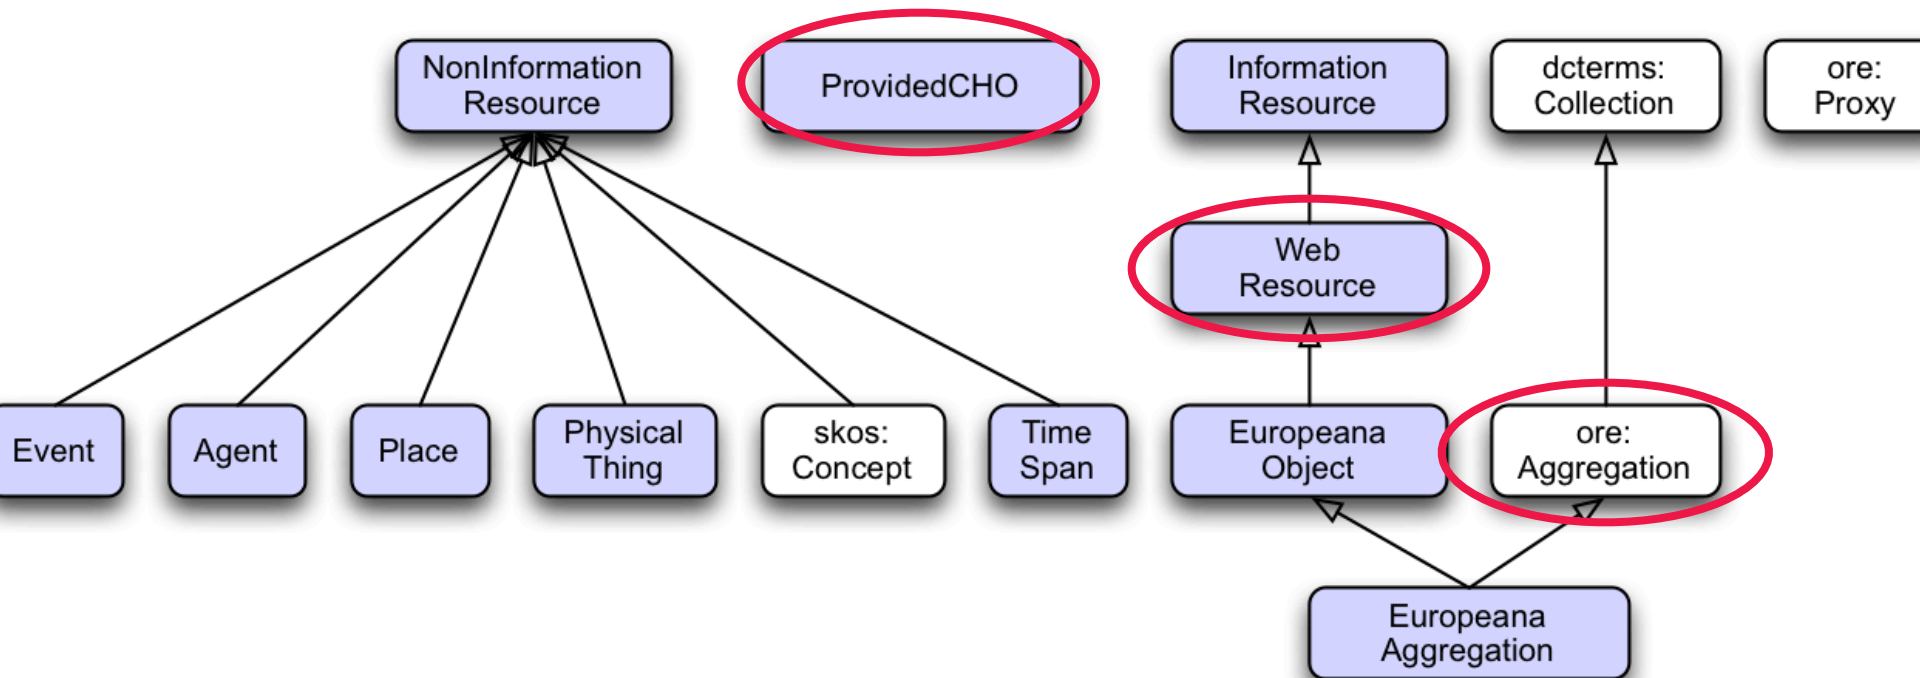 NonInformation
Resource
ProvidedCHO
Information
Resource
dcterms:
Collection
ore:
Proxy
Web
Resource
Event
Agent
Place
Physical
Thing
skos:
Concept
Time
Span
Europeana
Object
ore:
Aggregation
Europeana
Aggregation